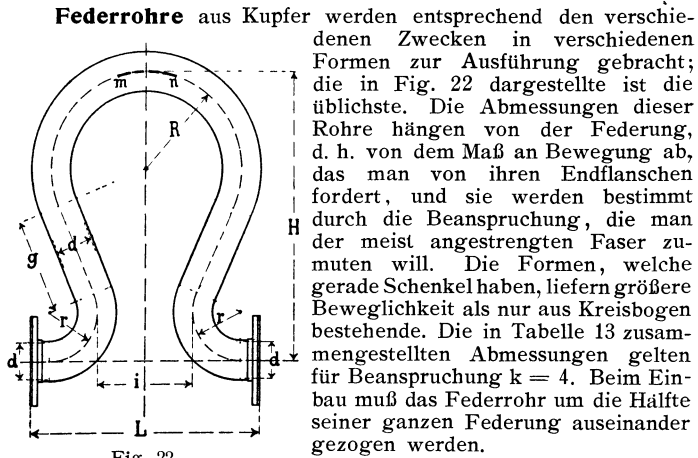 Federrohre aus Kupfer werden entsprechend den verschie-
denen Zwecken in verschiedenen
Formen zur Ausführung gebracht;
die in Fig. 22 dargestellte ist die
üblichste. Die Abmessungen dieser
Rohre hängen von der Federung,
d. h. von dem Maß an Bewegung ab,
das man von ihren Endflanschen
fordert, und sie werden bestimmt
durch die Beanspruchung, die man
der meist angestrengten Faser zu-
muten will. Die Formen, welche
gerade Schenkel haben, liefern größere
Beweglichkeit als nur aus Kreisbogen
bestehende. Die in Tabelle 13 zusam-
mengestellten Abmessungen gelten
für Beanspruchung k = 4. Beim Ein-
bau muß das Federrohr um die Hälfte
seiner ganzen Federung auseinander
gezogen werden.
m n
R
H
d
g
r r
d d
i
L
Fig. 22